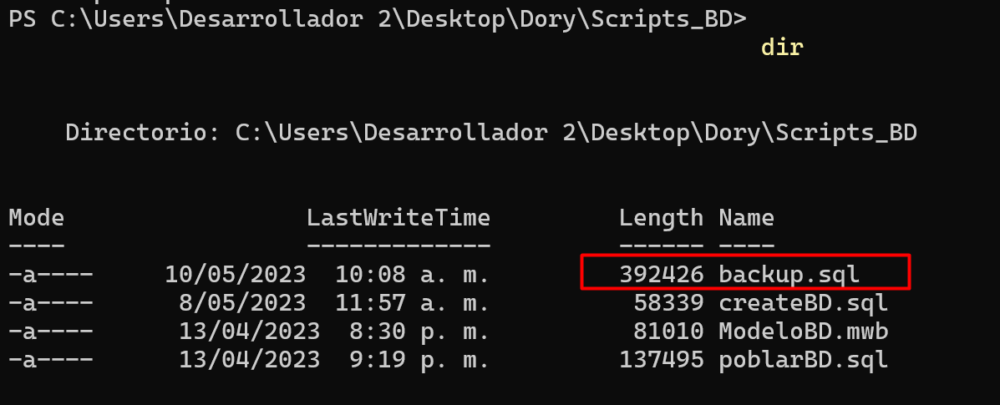 PS C:\Users\Desarrollador 2\Desktop\Dory\Scripts_BD>
dir
Directorio: C:\Users\Desarrollador 2\Desktop\Dory\Scripts_BD
Mode LastWriteTime Length Name
---- ------------- ------ ----
-a---- 10/05/2023 10:08 a. m. 392426 backup.sql
-a---- 8/05/2023 11:57 a. m. 58339 createBD.sql
-a---- 13/04/2023 8:30 p. m. 81010 ModeloBD.mwb
-a---- 13/04/2023 9:19 p. m. 137495 poblarBD.sql